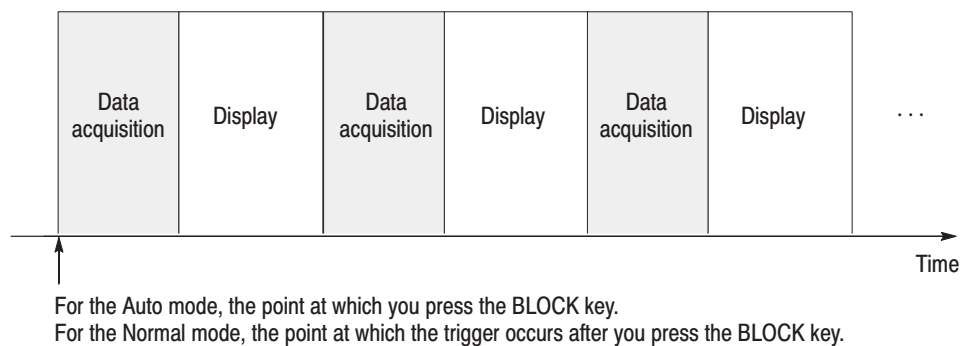 Data
acquisition
Display
Data
acquisition
Display
Data
acquisition
Display
. . .
Time
For the Auto mode, the point at which you press the BLOCK key.
For the Normal mode, the point at which the trigger occurs after you press the BLOCK key.